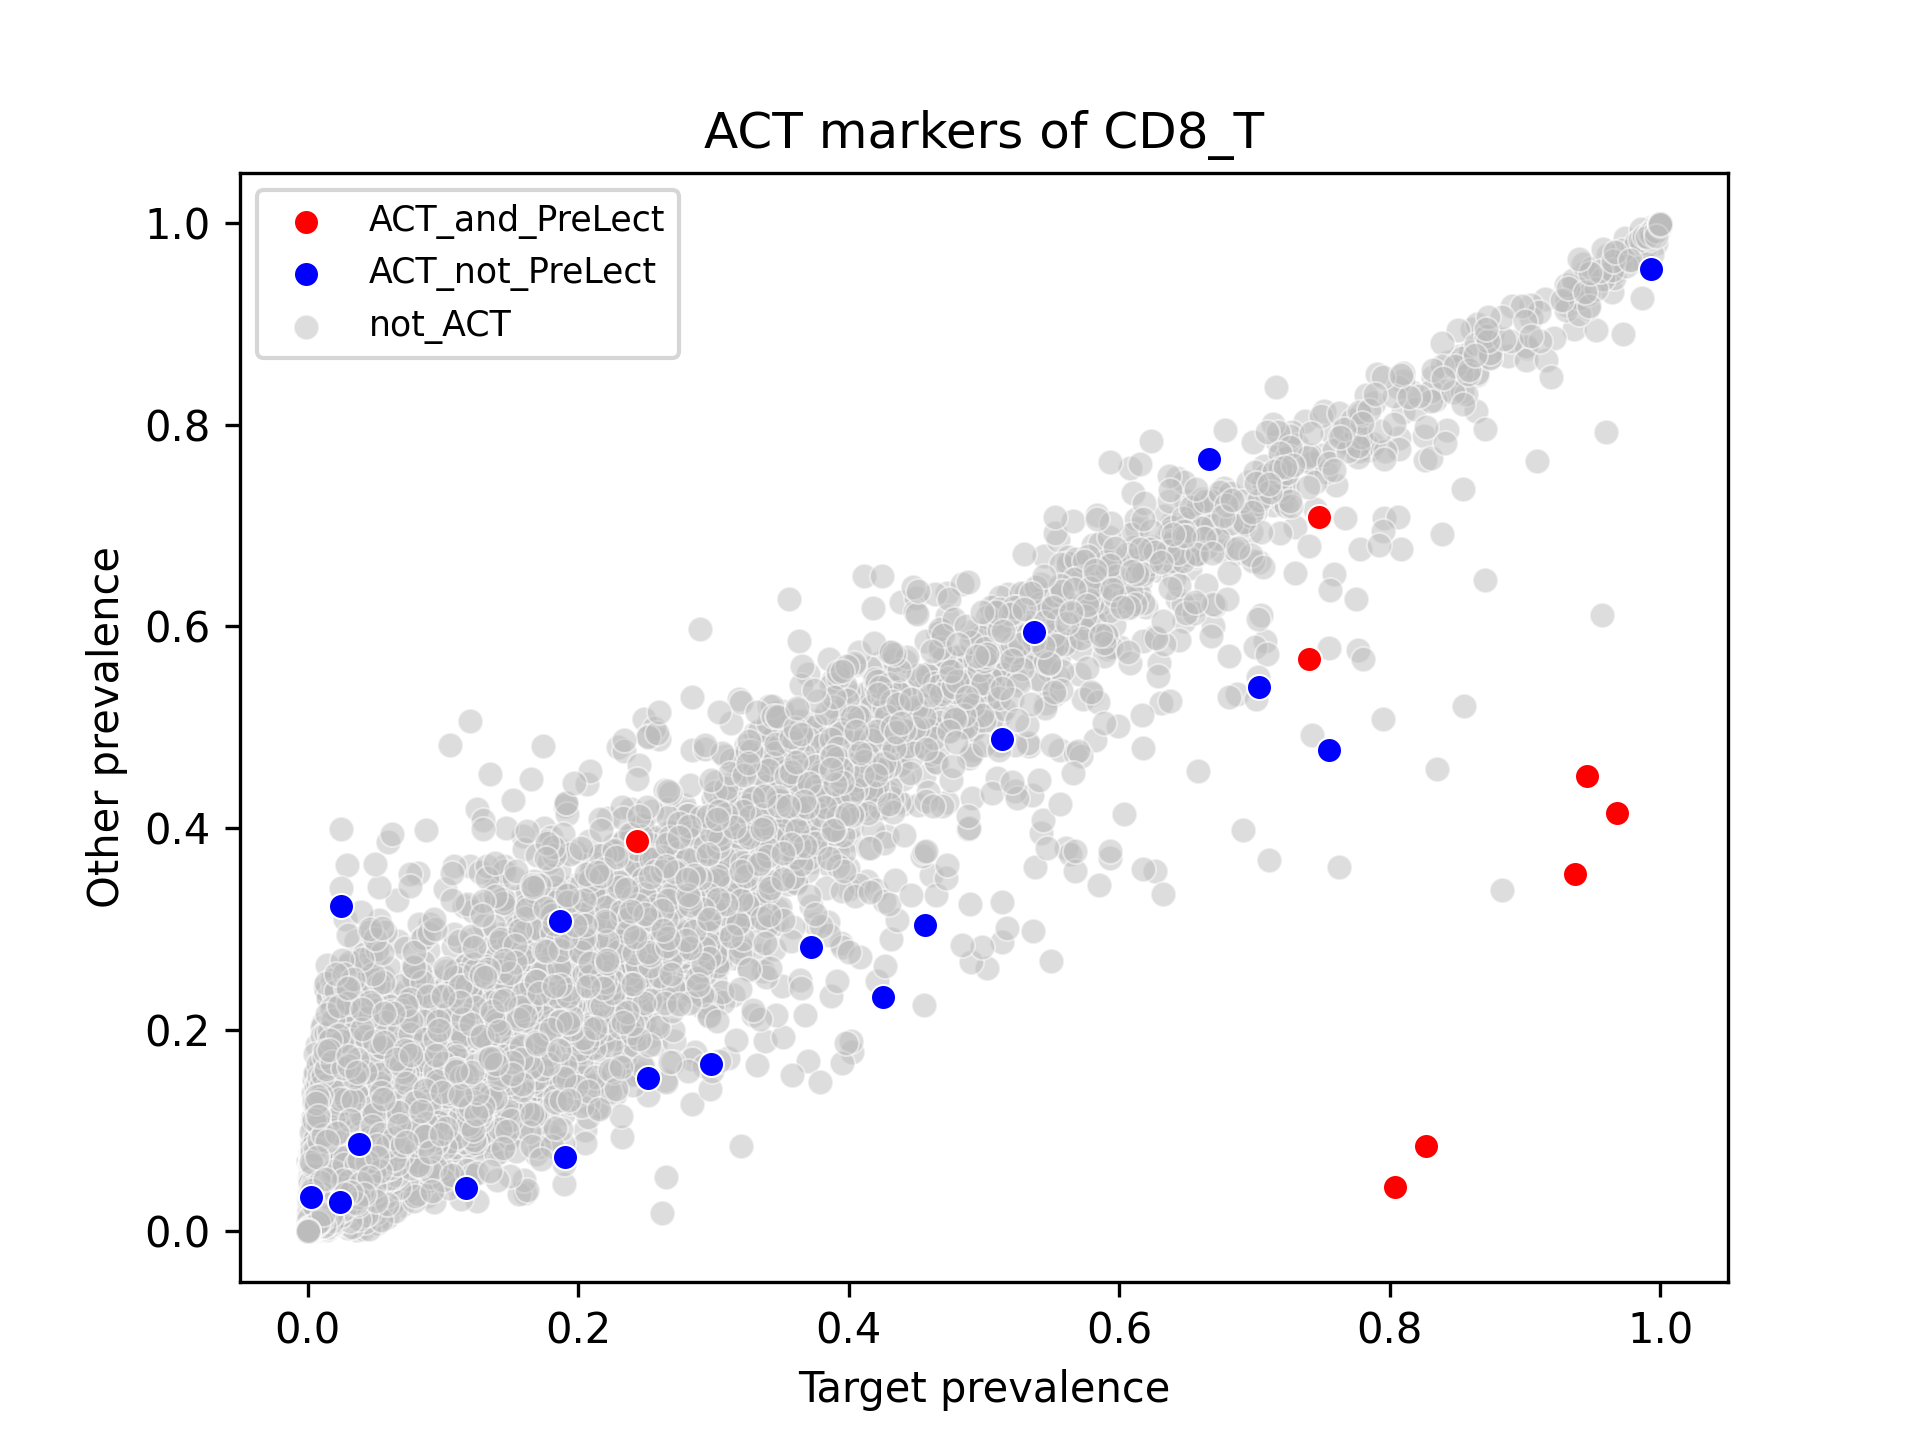 ACT markers of CD8_T
ACT_and_PreLect
ACT_not_PreLect
not_ACT
Other prevalence
1.0
0.8
0.6
0.4
0.2
0.0
0.0 0.2 0.4 0.6 0.8 1.0
Target prevalence